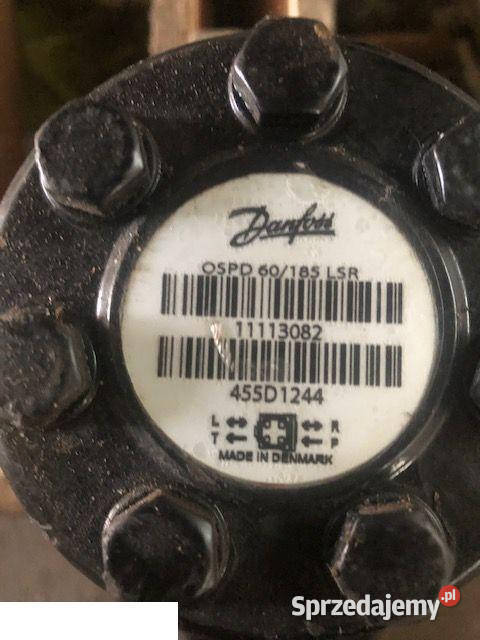 Danfoss
OSPD 60/185 LSR
11113082
455D1244
L R
T P
MADE IN DENMARK
Sprzedajemy.pl